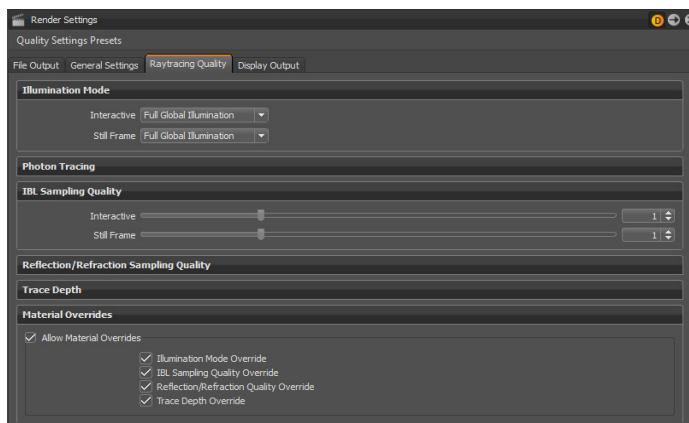 Render Settings D
Quality Settings Presets
File Output General Settings Raytracing Quality Display Output
Illumination Mode
Interactive Full Global Illumination
Still Frame Full Global Illumination
Photon Tracing
IBL Sampling Quality
Interactive 1
Still Frame 1
Reflection/Refraction Sampling Quality
Trace Depth
Material Overrides
Allow Material Overrides
Illumination Mode Override
IBL Sampling Quality Override
Reflection/Refraction Quality Override
Trace Depth Override